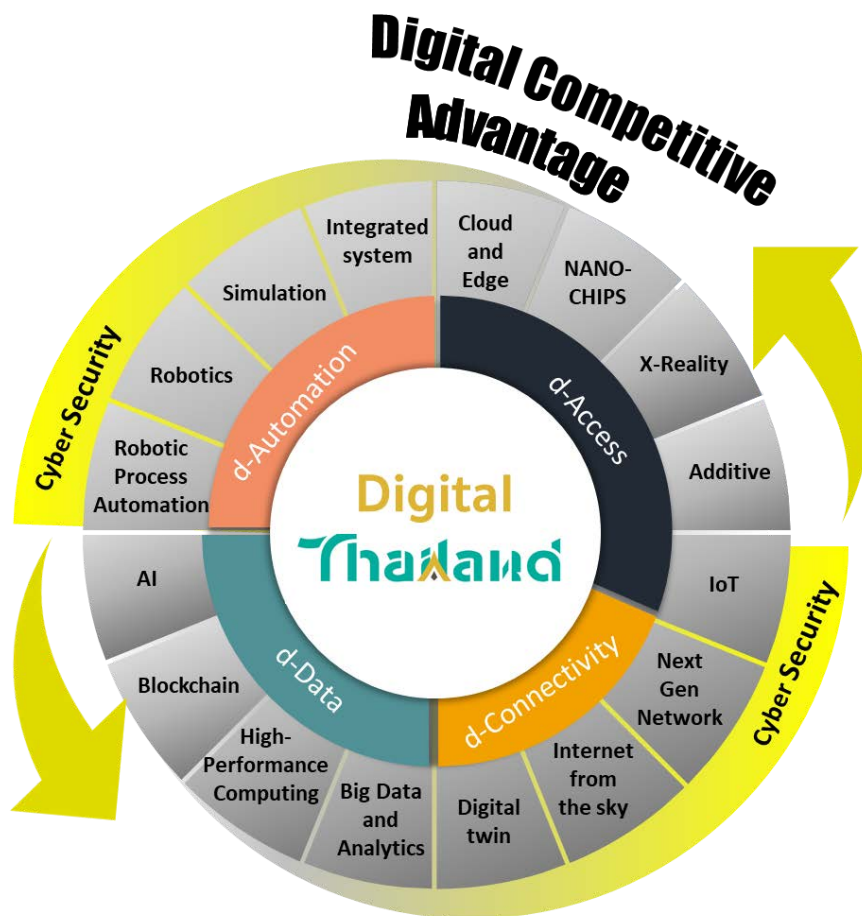 Digital Competitive
Advantage
Cloud
and
Edge
NANO-
CHIPS
X-Reality
Additive
IoT
Next
Gen
Network
Internet
from
the sky
Digital
twin
Big Data
and
Analytics
High-
Performance
Computing
Blockchain
AI
Robotic
Process
Automation
Robotics
Simulation
Integrated
system
Cyber Security
Cyber Security
d-Automation
d-Access
d-Connectivity
d-Data
Digital
Thailand